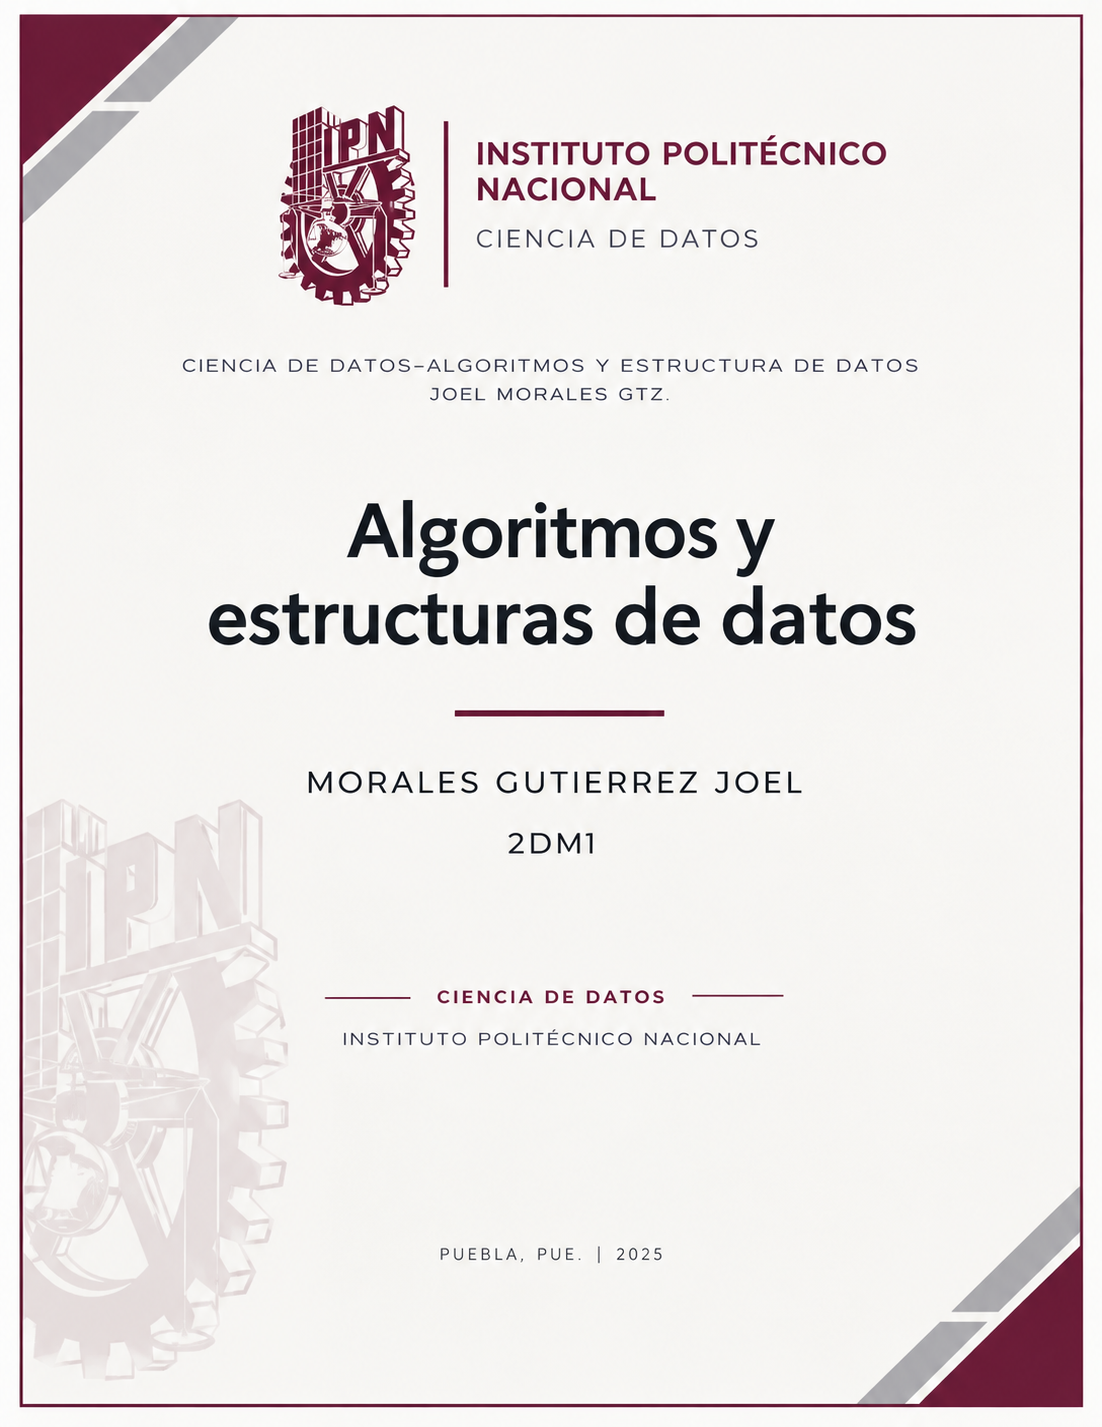 IPN
INSTITUTO POLITÉCNICO
NACIONAL
CIENCIA DE DATOS
CIENCIA DE DATOS–ALGORITMOS Y ESTRUCTURA DE DATOS
JOEL MORALES GTZ.
Algoritmos y
estructuras de datos
MORALES GUTIERREZ JOEL
2DM1
IPN
CIENCIA DE DATOS
INSTITUTO POLITÉCNICO NACIONAL
PUEBLA, PUE. | 2025